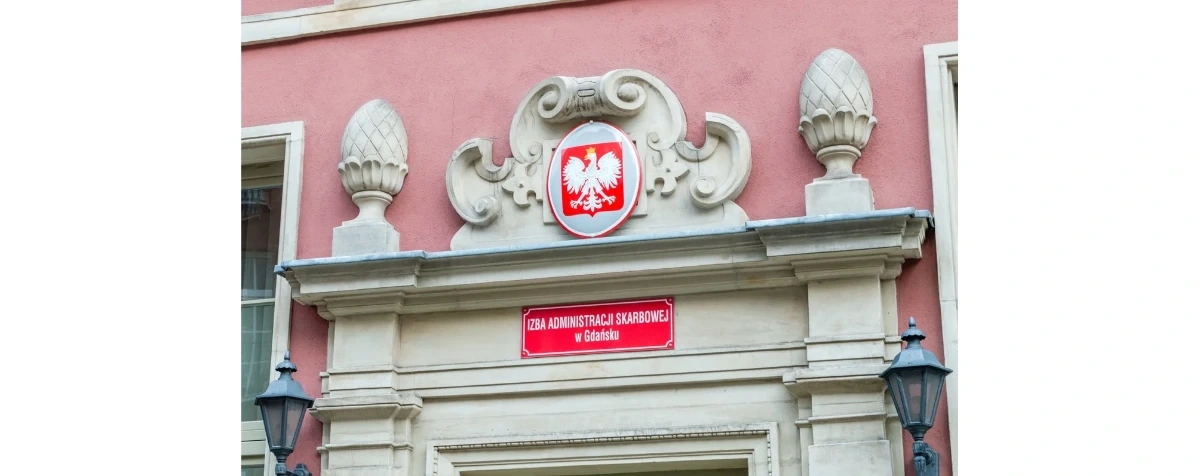 IZBA ADMINISTRACJI SKARBOWEJ
w Gdańsku